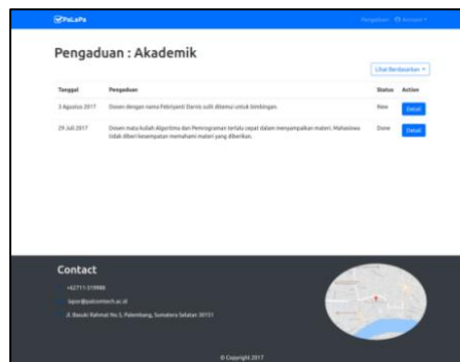 PaLaPa
Pengaduan Account
Pengaduan : Akademik
Lihat Berdasarkan
Tanggal Pengaduan Status Action
3 Agustus 2017 Dosen dengan nama Febriyanti Darnis sulit ditemui untuk bimbingan. New Detail
29 Juli 2017 Dosen mata kuliah Algoritma dan Pemrograman terlalu cepat dalam menyampaikan materi. Mahasiswa Done Detail
tidak diberi kesempatan memahami materi yang diberikan.
Contact
+62711-319988
lapor@palcomtech.ac.id
Jl. Basuki Rahmat No.5, Palembang, Sumatera Selatan 30151
© Copyright 2017